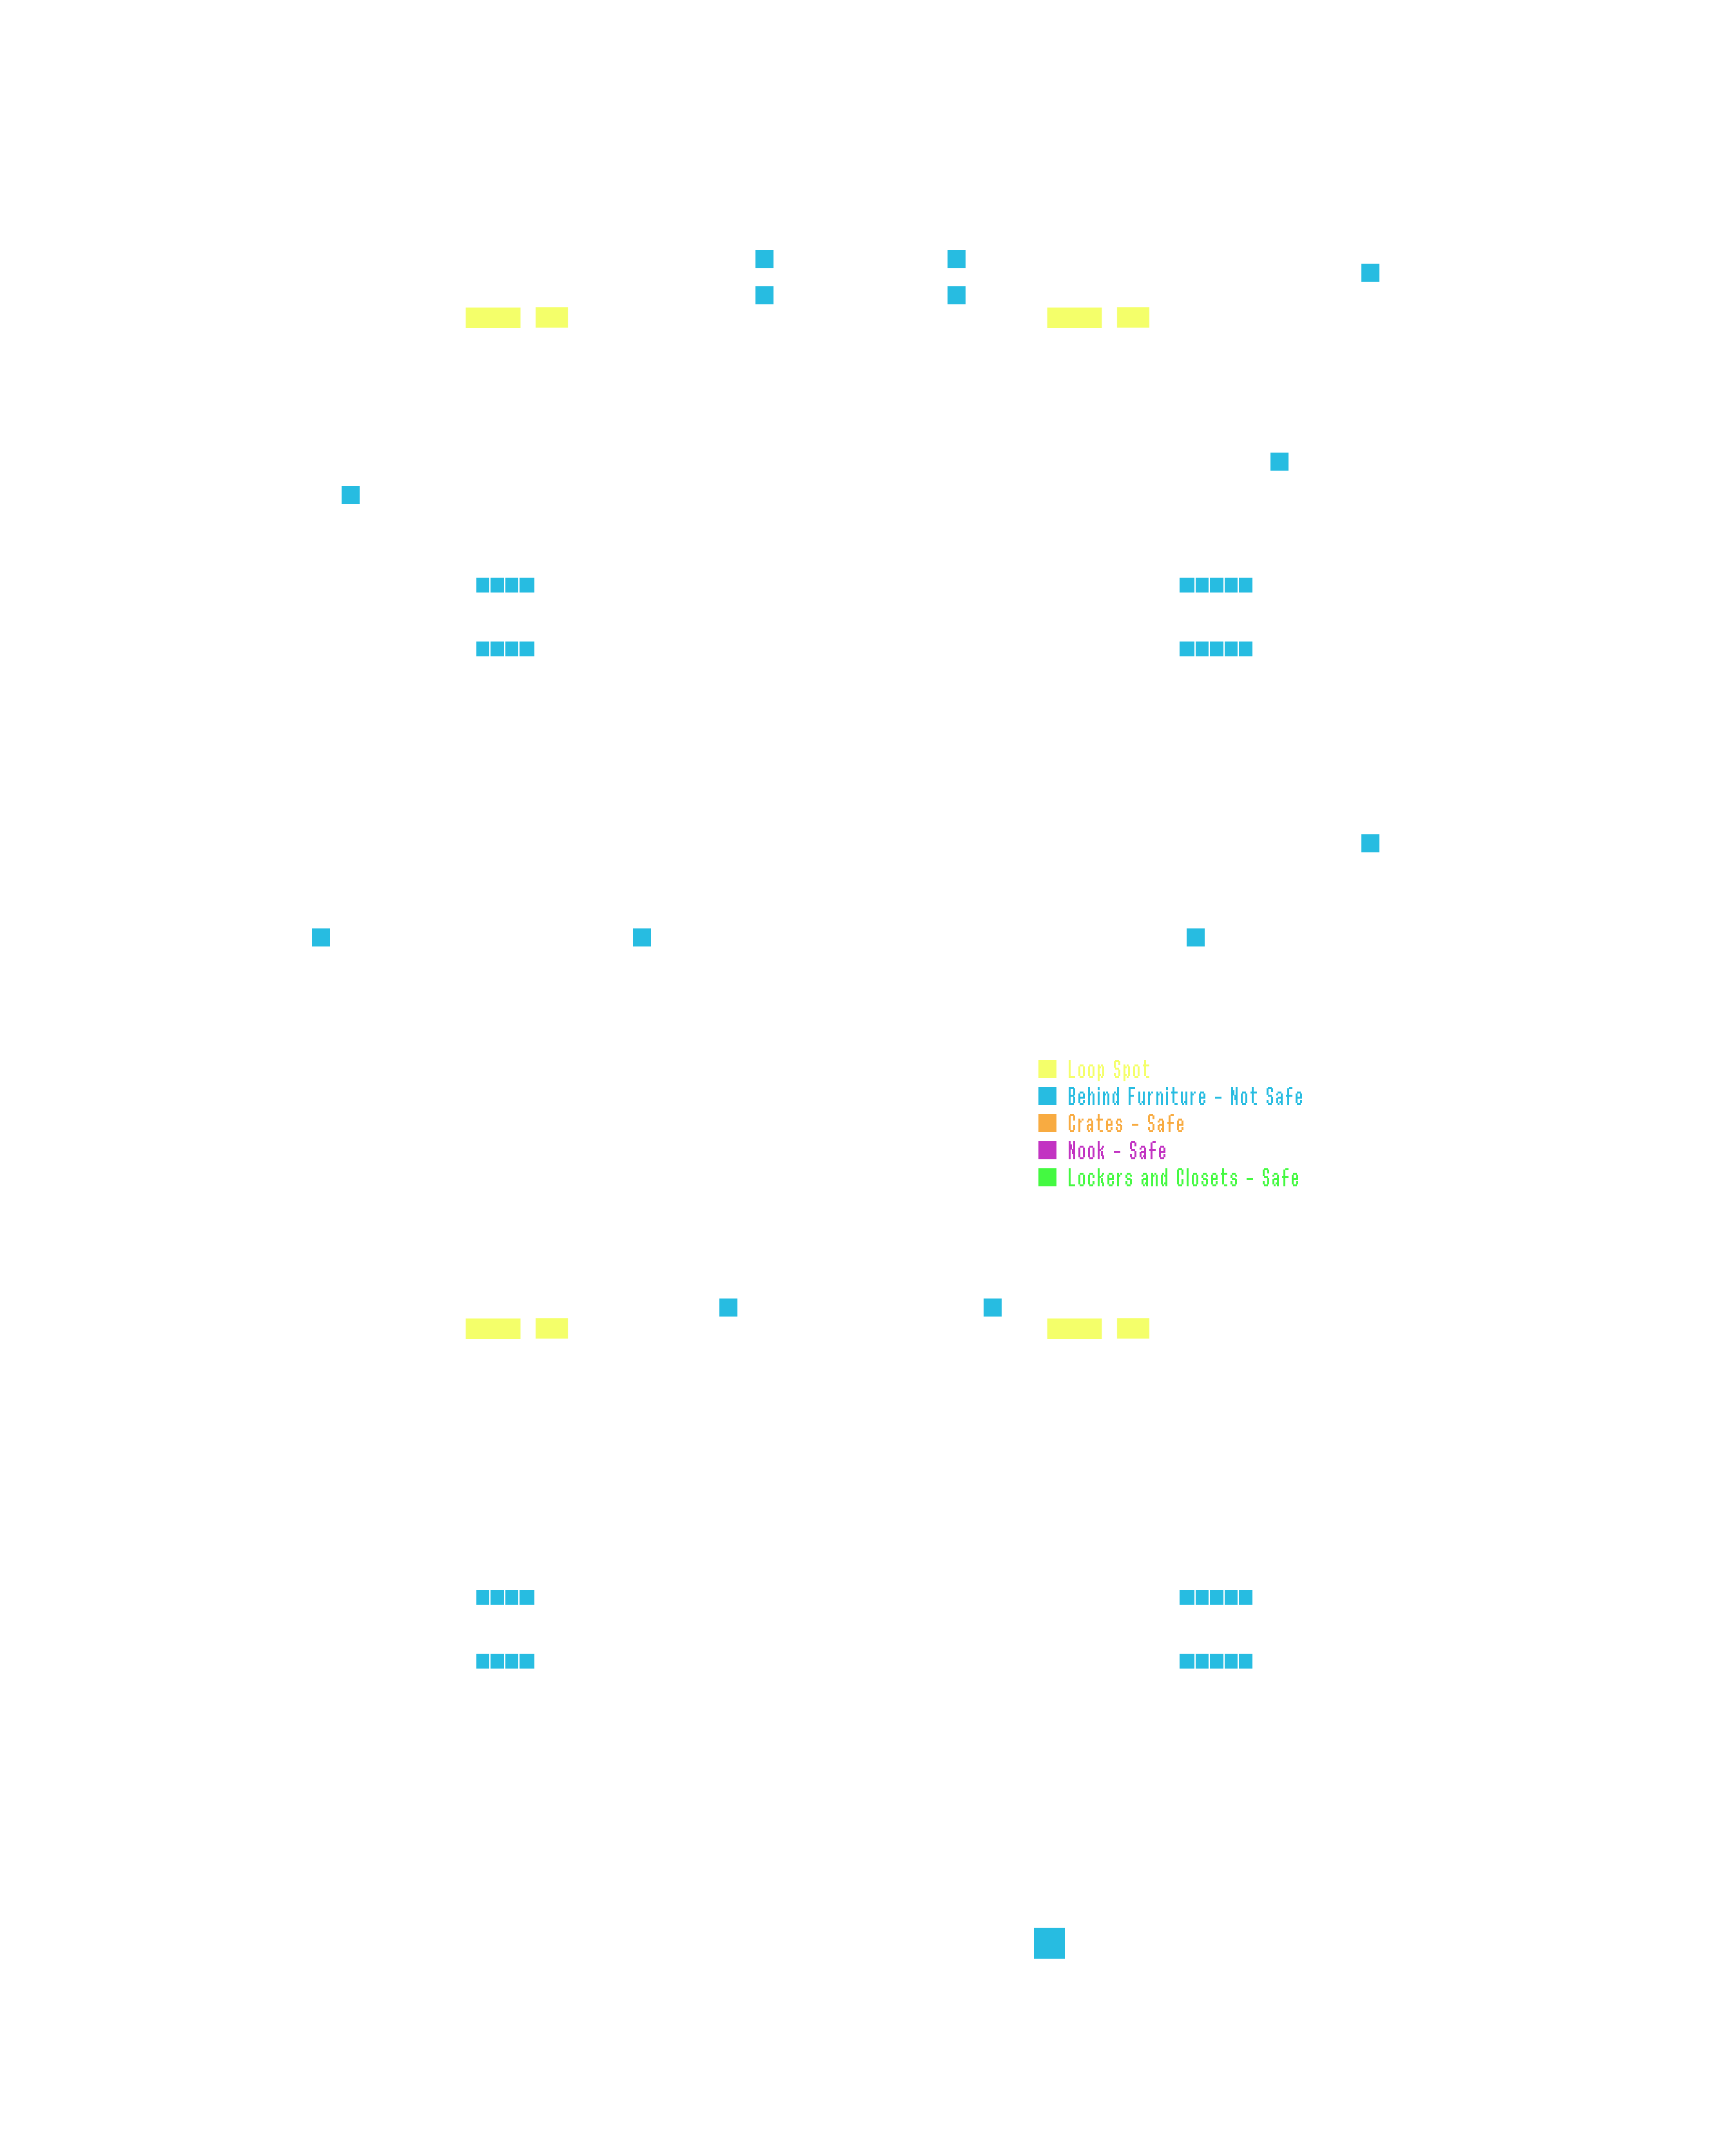 Loop Spot
Behind Furniture - Not Safe
Crates - Safe
Nook - Safe
Lockers and Closets - Safe